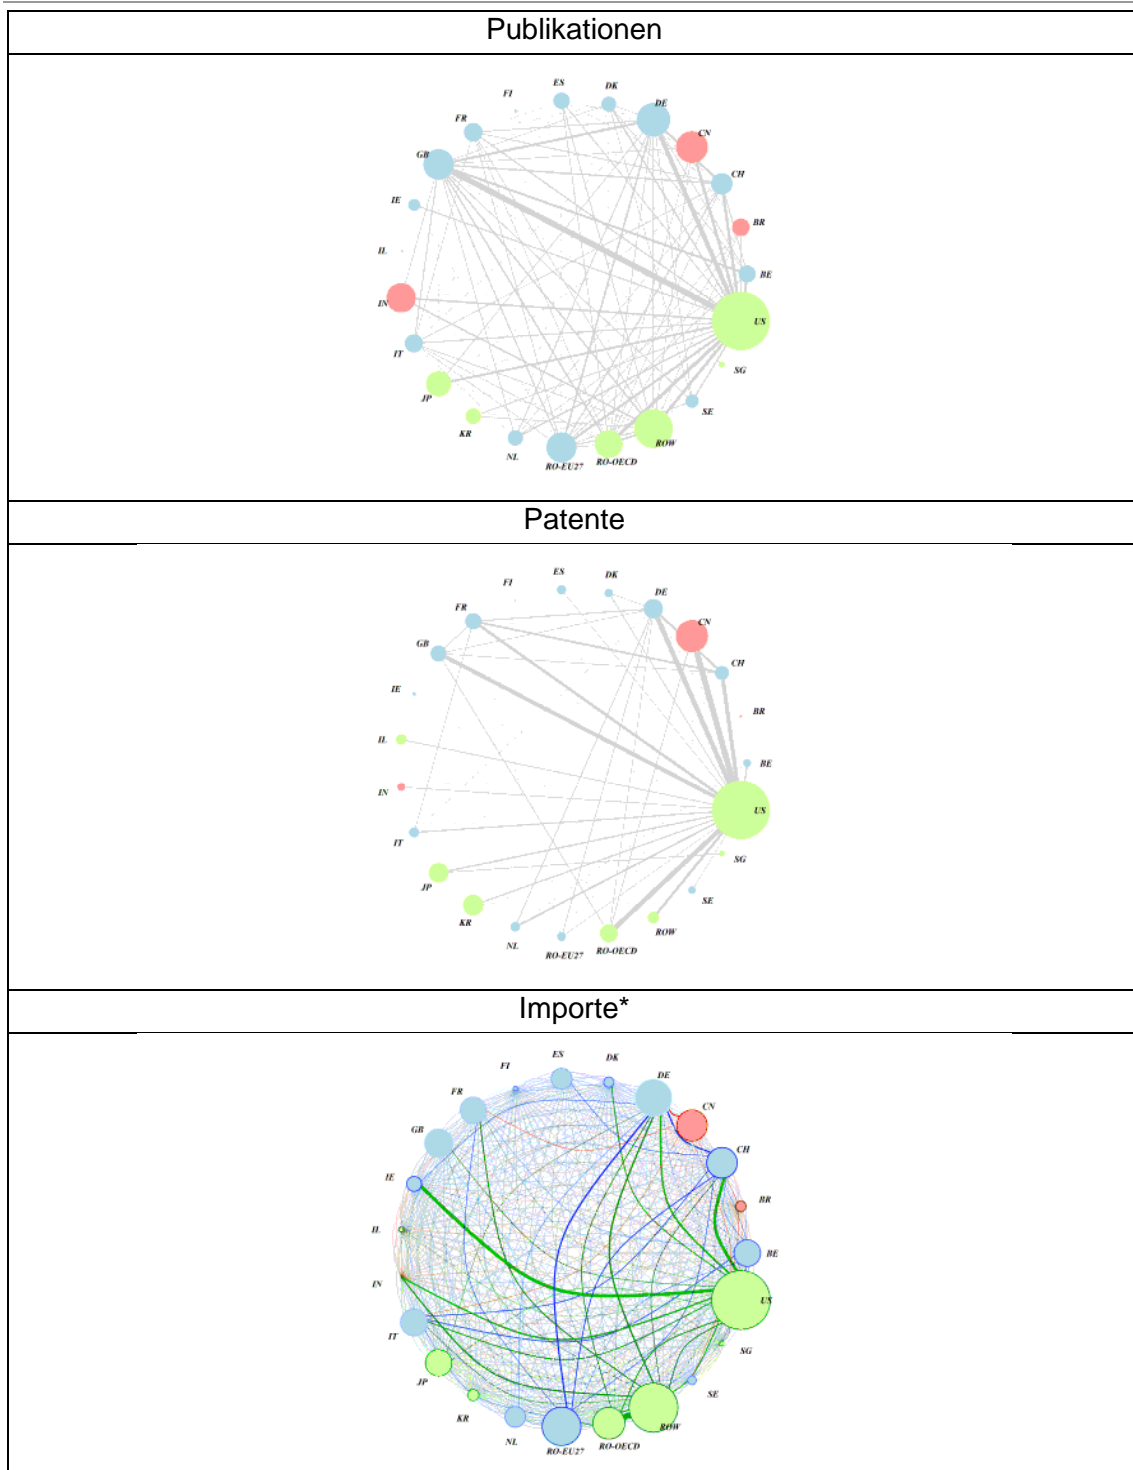 Publikationen
ES
DK
FI
DE
FR
CN
GB
CH
IE
BR
IL
BE
IN
US
IT
SG
JP
SE
KR
ROW
NL
RO-EU27
RO-OECD
Patente
ES
DK
FI
DE
FR
CN
GB
CH
IE
BR
IL
BE
IN
US
IT
SG
JP
SE
KR
ROW
NL
RO-EU27
RO-OECD
Importe*
ES
DK
FI
DE
FR
CN
GB
CH
IE
BR
IL
BE
IN
US
IT
SG
JP
SE
KR
ROW
NL
RO-EU27
RO-OECD